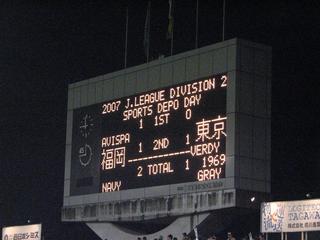 2007 J.LEAGUE DIVISION 2
SPORTS DEPO DAY
1 1ST 0
AVISPA 1 2ND 1 東京
福岡 ---------- VERDY
2 TOTAL 1 1969
NAVY GRAY
TAGAWA